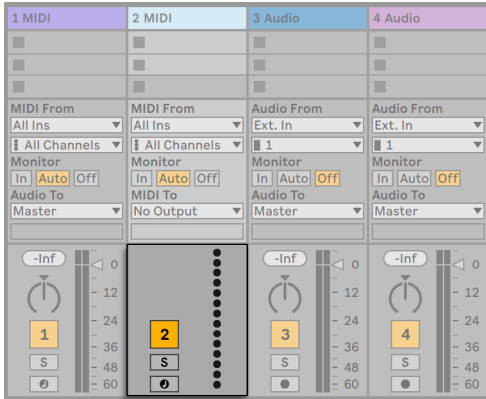 1 MIDI 2 MIDI 3 Audio 4 Audio
MIDI From MIDI From Audio From Audio From
All Ins All Ins Ext. In Ext. In
All Channels All Channels 1 1
Monitor Monitor Monitor Monitor
In Auto Off In Auto Off In Auto Off In Auto Off
Audio To MIDI To Audio To Audio To
Master No Output Master Master
-Inf -Inf -Inf
0 0 0
12 12 12
24 24 24
1 2 3 4
36 36 36
S S S S
48 48 48
60 60 60